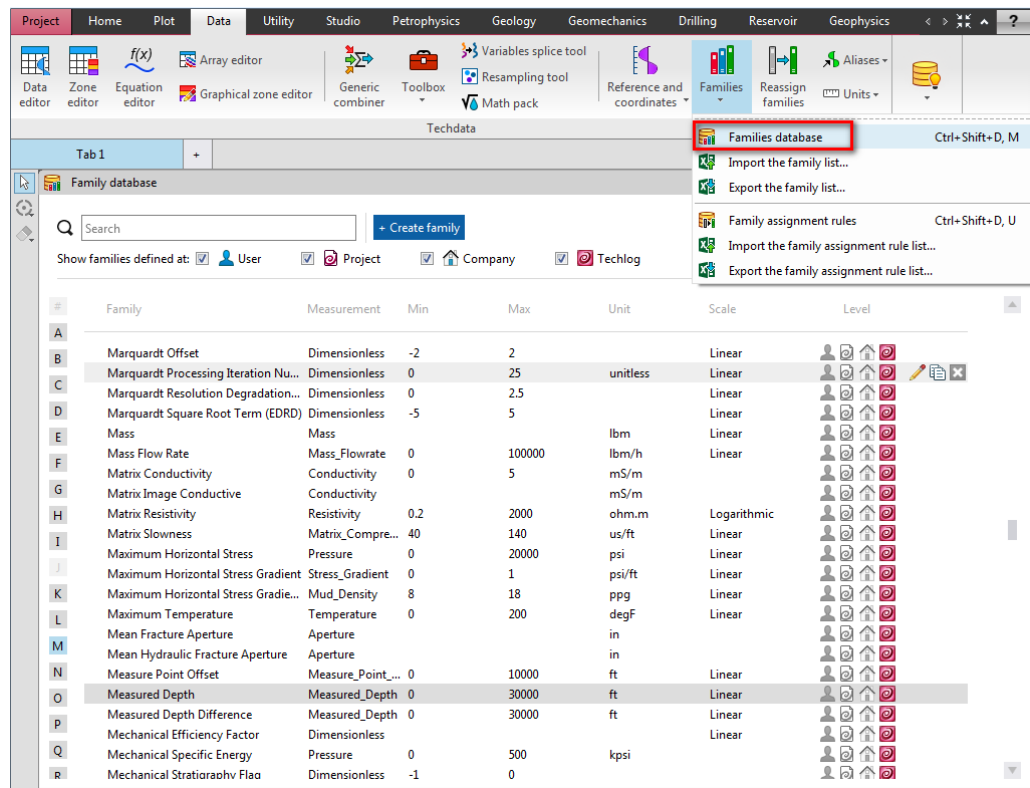 Project Home Plot Data Utility Studio Petrophysics Geology Geomechanics Drilling Reservoir Geophysics < > ?
Data editor
Zone editor
f(x)
Equation editor
Array editor
Graphical zone editor
Generic combiner
Toolbox
Variables splice tool
Resampling tool
Math pack
Reference and coordinates
Families
Reassign families
Aliases
Units
Techdata
Families database Ctrl+Shift+D, M
Import the family list...
Export the family list...
Family assignment rules Ctrl+Shift+D, U
Import the family assignment rule list...
Export the family assignment rule list...
Tab 1 +
Family database
Search + Create family
Show families defined at: User Project Company Techlog
# Family Measurement Min Max Unit Scale Level
A
B
C
D
E
F
G
H
I
J
K
L
M
N
O
P
Q
R
Marquardt Offset Dimensionless -2 2 Linear
Marquardt Processing Iteration Nu... Dimensionless 0 25 unitless Linear
Marquardt Resolution Degradation... Dimensionless 0 2.5 Linear
Marquardt Square Root Term (EDRD) Dimensionless -5 5 Linear
Mass Mass lbm Linear
Mass Flow Rate Mass_Flowrate 0 100000 lbm/h Linear
Matrix Conductivity Conductivity 0 5 mS/m
Matrix Image Conductive Conductivity mS/m
Matrix Resistivity Resistivity 0.2 2000 ohm.m Logarithmic
Matrix Slowness Matrix_Compre... 40 140 us/ft Linear
Maximum Horizontal Stress Pressure 0 20000 psi Linear
Maximum Horizontal Stress Gradient Stress_Gradient 0 1 psi/ft Linear
Maximum Horizontal Stress Gradie... Mud_Density 8 18 ppg Linear
Maximum Temperature Temperature 0 200 degF Linear
Mean Fracture Aperture Aperture in
Mean Hydraulic Fracture Aperture Aperture in
Measure Point Offset Measure_Point_... 0 10000 ft Linear
Measured Depth Measured_Depth 0 30000 ft Linear
Measured Depth Difference Measured_Depth 0 30000 ft Linear
Mechanical Efficiency Factor Dimensionless Linear
Mechanical Specific Energy Pressure 0 500 kpsi
Mechanical Stratigraphy Flag Dimensionless -1 0